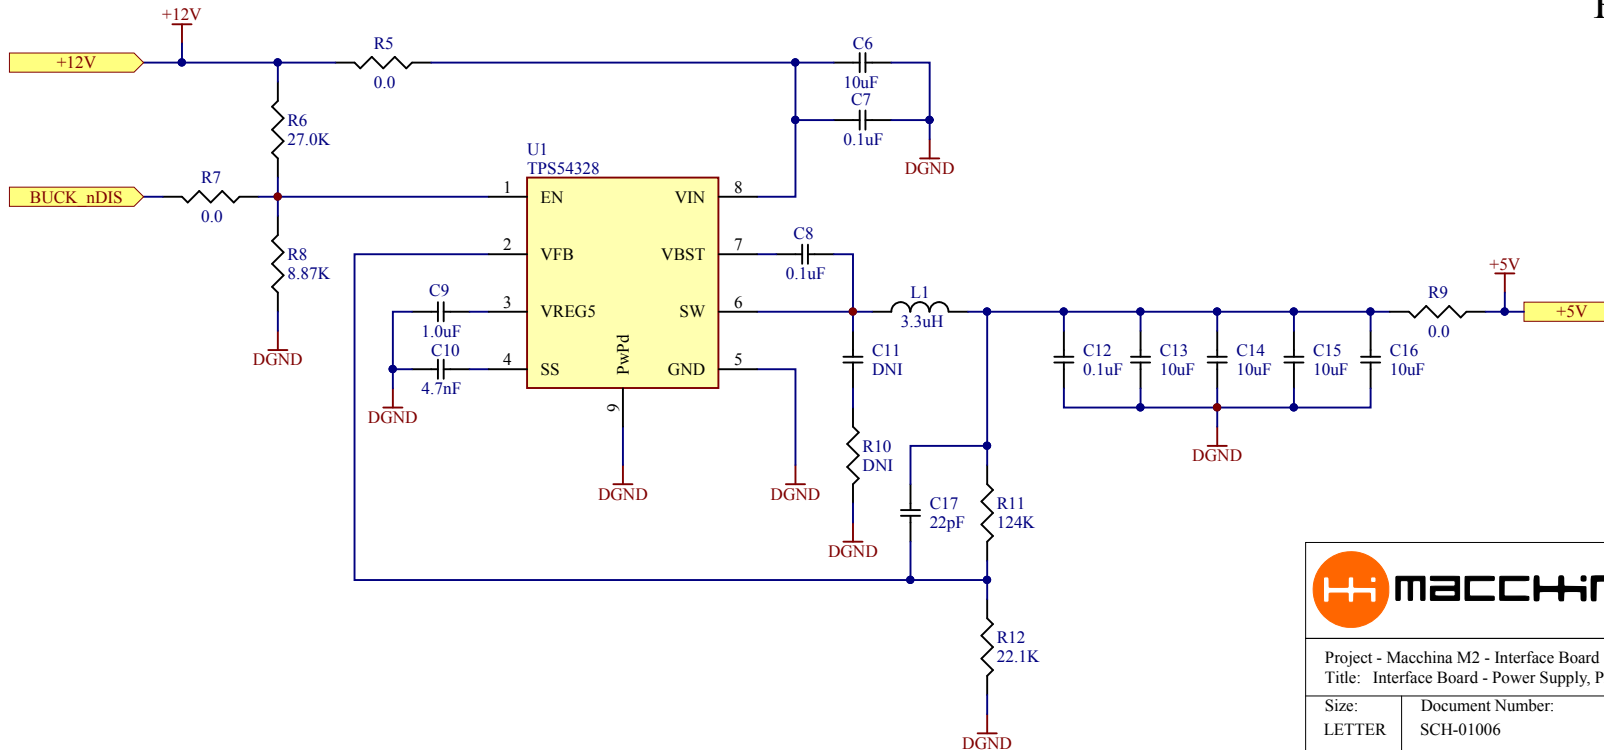 +12V
+12V
R5
0.0
C6
10uF
C7
0.1uF
DGND
R6
27.0K
U1
TPS54328
BUCK_nDIS
R7
0.0
1
EN
VIN
8
R8
8.87K
DGND
2
VFB
VBST
7
C8
0.1uF
C9
1.0uF
3
VREG5
SW
6
L1
3.3uH
C10
4.7nF
4
SS
PwPd
GND
5
9
DGND
DGND
DGND
C11
DNI
R10
DNI
DGND
C12
0.1uF
C13
10uF
C14
10uF
C15
10uF
C16
10uF
DGND
R9
0.0
+5V
+5V
C17
22pF
R11
124K
R12
22.1K
DGND
Project - Macchina M2 - Interface Board
Title: Interface Board - Power Supply, P
Size:
LETTER
Document Number:
SCH-01006